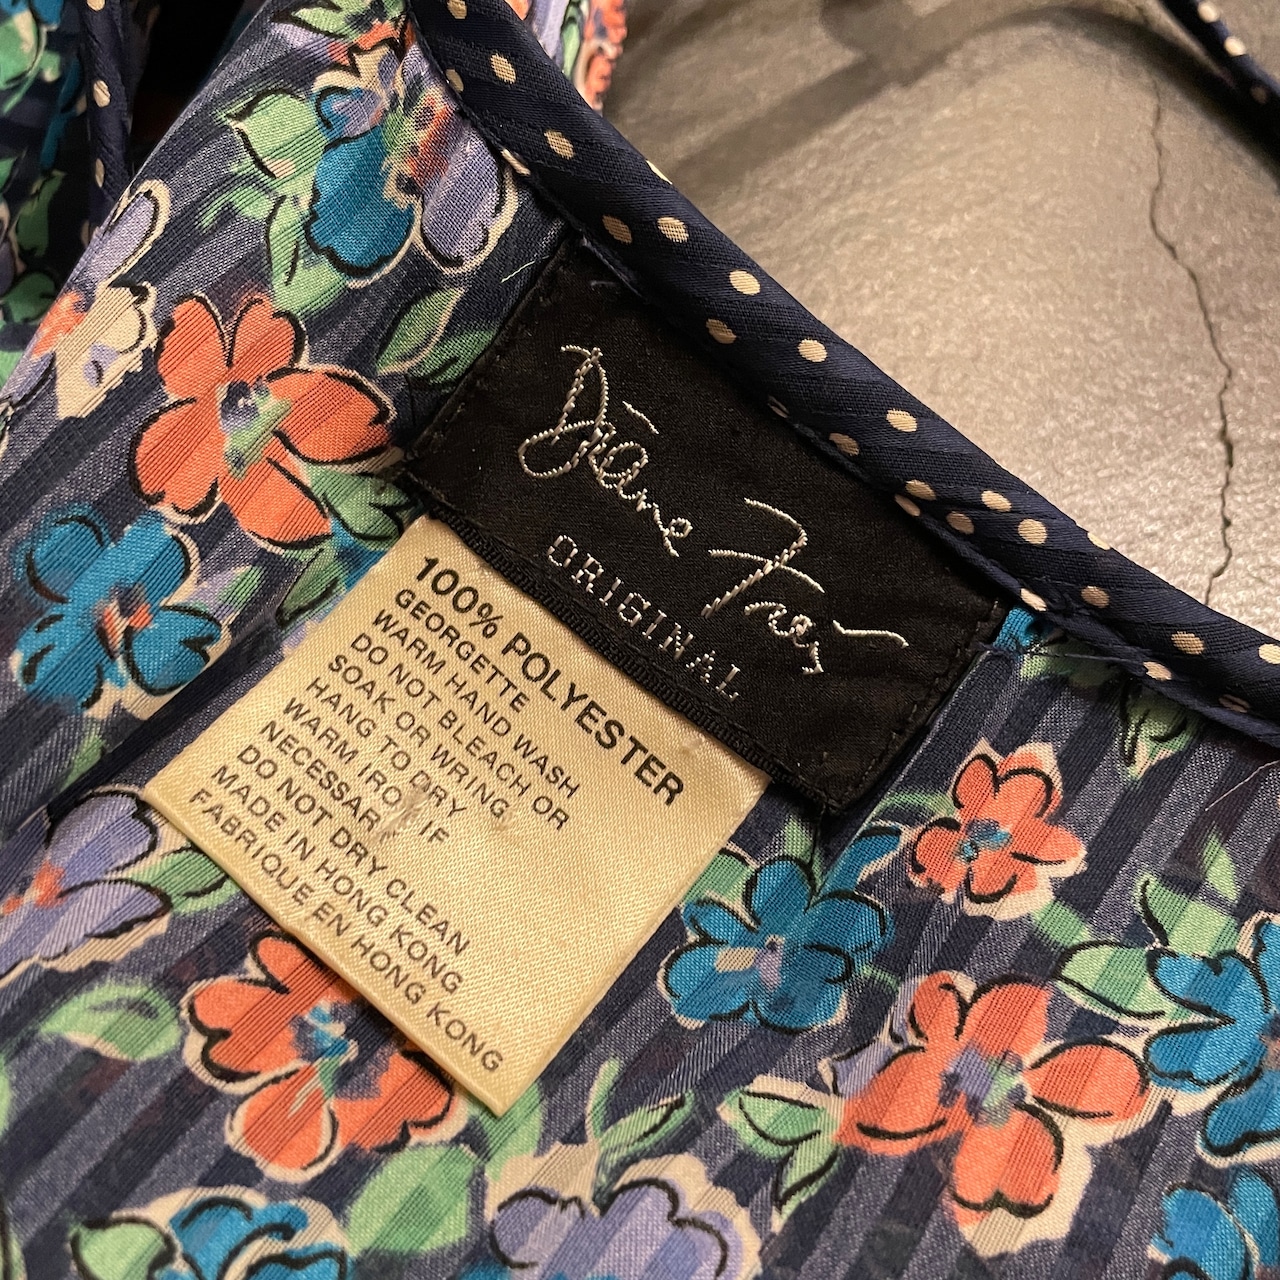 Diane Fres
ORIGINAL
100% POLYESTER
GEORGETTE
WARM HAND WASH
DO NOT BLEACH OR
SOAK OR WRING
HANG TO DRY
WARM IRON IF
NECESSARY
DO NOT DRY CLEAN
MADE IN HONG KONG
FABRIQUE EN HONG KONG